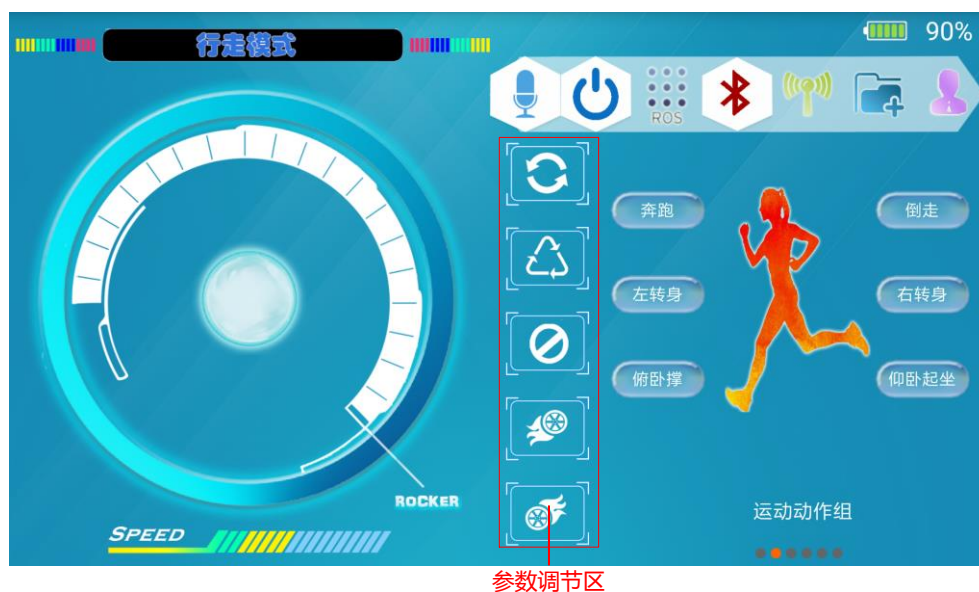 行走模式
90%
ROS
奔跑
倒走
左转身
右转身
俯卧撑
仰卧起坐
ROCKER
SPEED
运动动作组
参数调节区